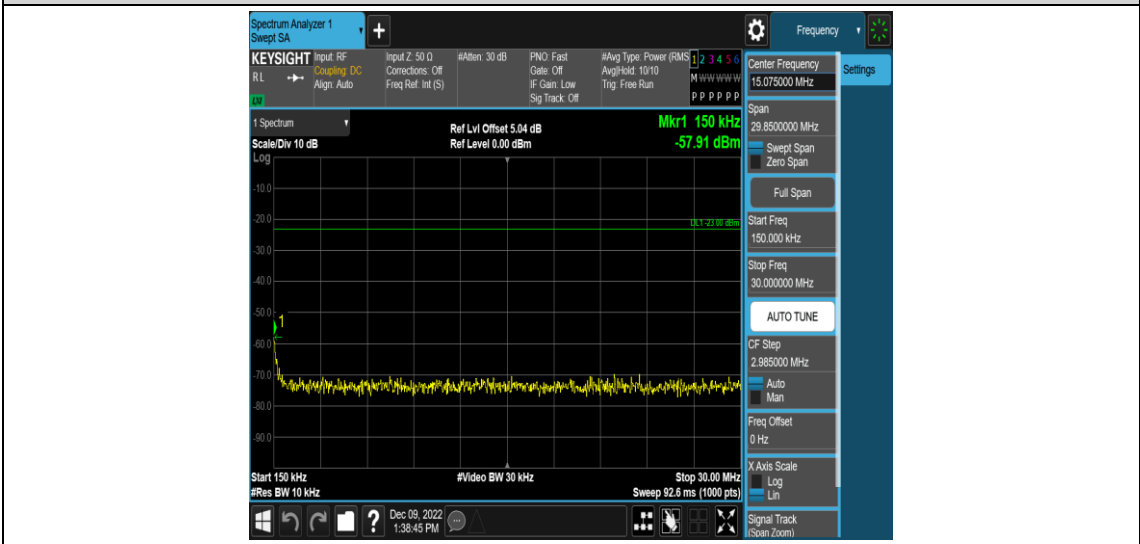 Spectrum Analyzer 1
Swept SA
+
Frequency
KEYSIGHT
RL
LXI
Input: RF
Coupling: DC
Align: Auto
Input Z: 50 Ω
Corrections: Off
Freq Ref: Int (S)
#Atten: 30 dB
PNO: Fast
Gate: Off
IF Gain: Low
Sig Track: Off
#Avg Type: Power (RMS
Avg|Hold: 10/10
Trig: Free Run
1 2 3 4 5 6
M W W W W W
P P P P P P
1 Spectrum
Scale/Div 10 dB
Log
Ref Lvl Offset 5.04 dB
Ref Level 0.00 dBm
Mkr1 150 kHz
-57.91 dBm
-10.0
-20.0
DL1 -23.00 dBm
-30.0
-40.0
-50.0
1
-60.0
-70.0
-80.0
-90.0
Start 150 kHz
#Video BW 30 kHz
Stop 30.00 MHz
#Res BW 10 kHz
Sweep 92.6 ms (1000 pts)
?
Dec 09, 2022
1:38:45 PM
Center Frequency
15.075000 MHz
Settings
Span
29.8500000 MHz
Swept Span
Zero Span
Full Span
Start Freq
150.000 kHz
Stop Freq
30.000000 MHz
AUTO TUNE
CF Step
2.985000 MHz
Auto
Man
Freq Offset
0 Hz
X Axis Scale
Log
Lin
Signal Track
(Span Zoom)